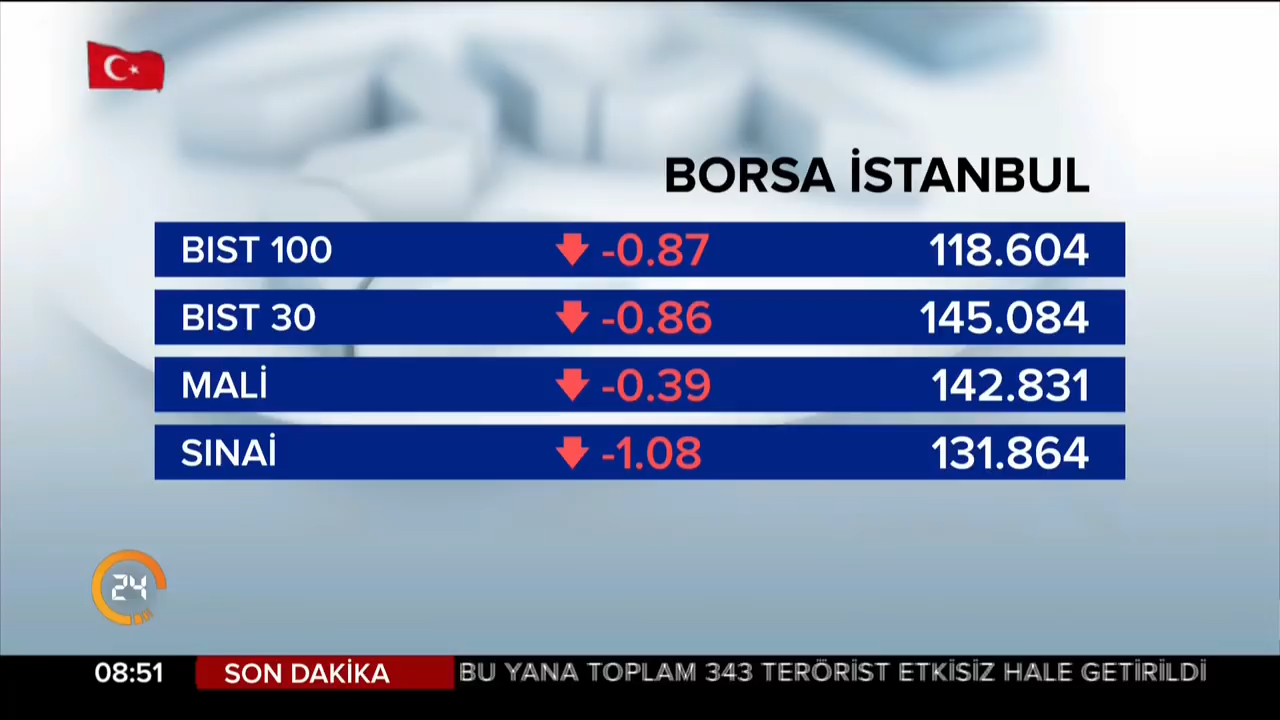 BORSA İSTANBUL
BIST 100 -0.87 118.604
BIST 30 -0.86 145.084
MALİ -0.39 142.831
SINAİ -1.08 131.864
24
08:51 SON DAKİKA BU YANA TOPLAM 343 TERÖRİST ETKİSİZ HALE GETİRİLDİ